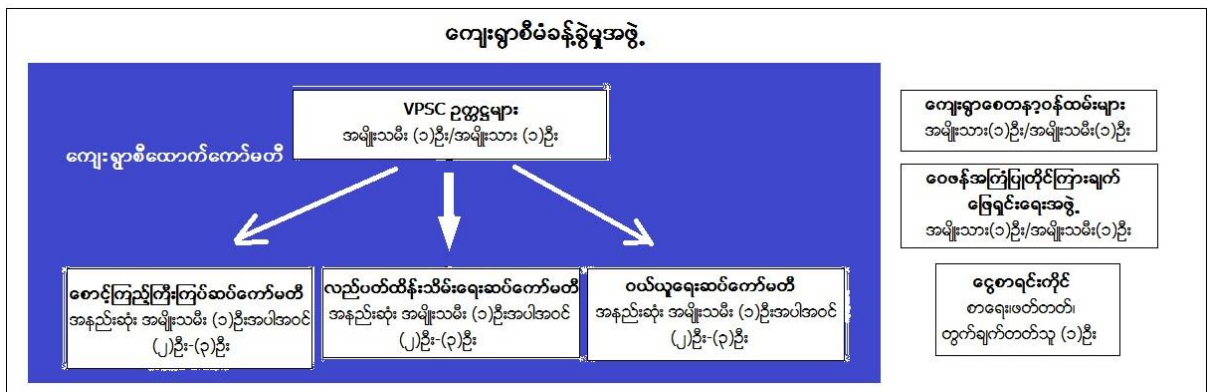 ကျေးရွာစီမံခန့်ခွဲမှုအဖွဲ့
ကျေးရွာစီထောက်ကော်မတီ
VPSC ဥက္ကဋ္ဌများ
အမျိုးသမီး (၁)ဦး/အမျိုးသား (၁)ဦး
စောင့်ကြည့်ကြီးကြပ်ဆပ်ကော်မတီ
အနည်းဆုံး အမျိုးသမီး (၁)ဦးအပါအဝင်
(၂)ဦး-(၃)ဦး
လည်ပတ်ထိန်းသိမ်းရေးဆပ်ကော်မတီ
အနည်းဆုံး အမျိုးသမီး (၁)ဦးအပါအဝင်
(၂)ဦး-(၃)ဦး
ဝယ်ယူရေးဆပ်ကော်မတီ
အနည်းဆုံး အမျိုးသမီး (၁)ဦးအပါအဝင်
(၂)ဦး-(၃)ဦး
ကျေးရွာစေတနာ့ဝန်ထမ်းများ
အမျိုးသား(၁)ဦး/အမျိုးသမီး(၁)ဦး
ဝေဖန်အကြံပြုတိုင်ကြားချက်
ဖြေရှင်းရေးအဖွဲ့
အမျိုးသား(၁)ဦး/အမျိုးသမီး(၁)ဦး
ငွေစာရင်းကိုင်
စာရေး၊ဖတ်တတ်၊
တွက်ချက်တတ်သူ (၁)ဦး